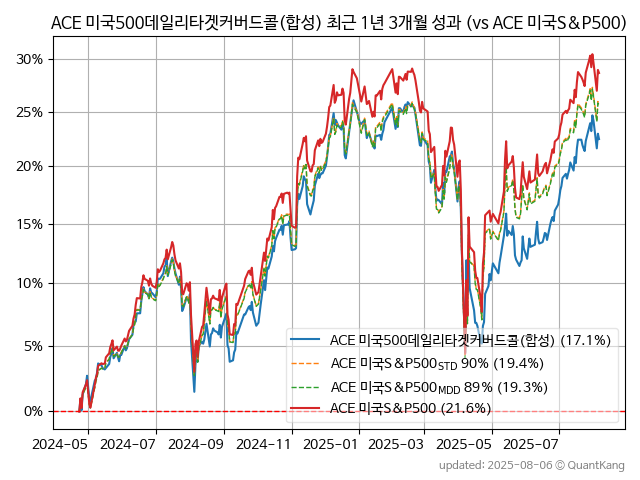 ACE 미국500데일리타겟커버드콜(합성) 최근 1년 3개월 성과 (vs ACE 미국S&P500)
30%
25%
20%
15%
10%
5%
0%
ACE 미국500데일리타겟커버드콜(합성) (17.1%)
ACE 미국S&P500STD 90% (19.4%)
ACE 미국S&P500MDD 89% (19.3%)
ACE 미국S&P500 (21.6%)
2024-05 2024-07 2024-09 2024-11 2025-01 2025-03 2025-05 2025-07
updated: 2025-08-06 © QuantKang